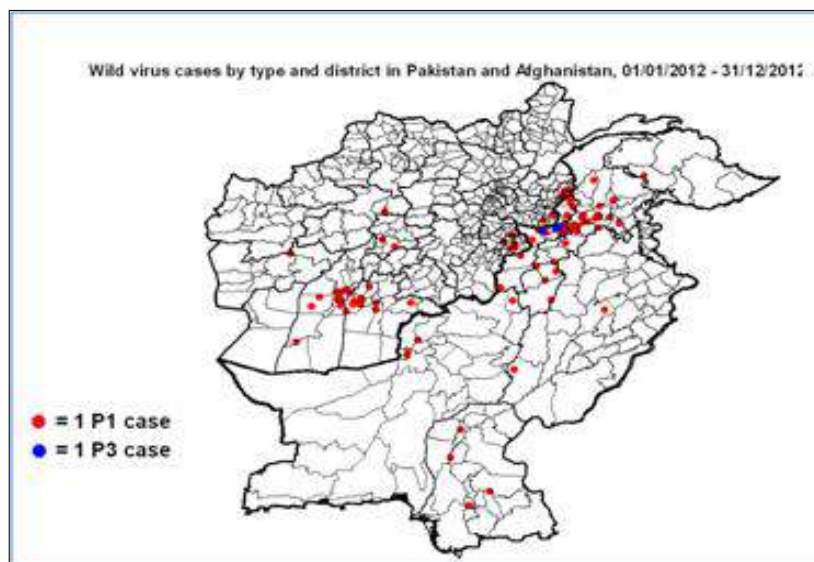 Wild virus cases by type and district in Pakistan and Afghanistan, 01/01/2012 - 31/12/2012
= 1 P1 case
= 1 P3 case